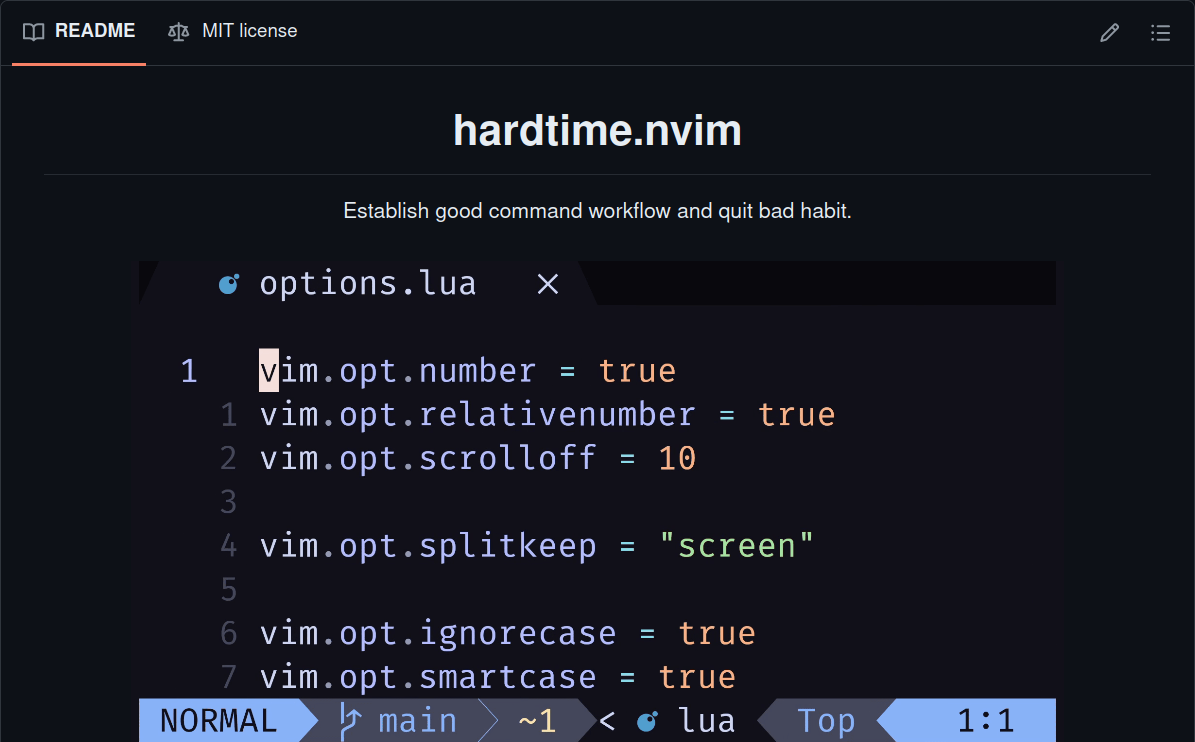 README MIT license
hardtime.nvim
Establish good command workflow and quit bad habit.
options.lua
1 vim.opt.number = true
1 vim.opt.relativenumber = true
2 vim.opt.scrolloff = 10
3
4 vim.opt.splitkeep = "screen"
5
6 vim.opt.ignorecase = true
7 vim.opt.smartcase = true
NORMAL main ~1 < lua Top 1:1